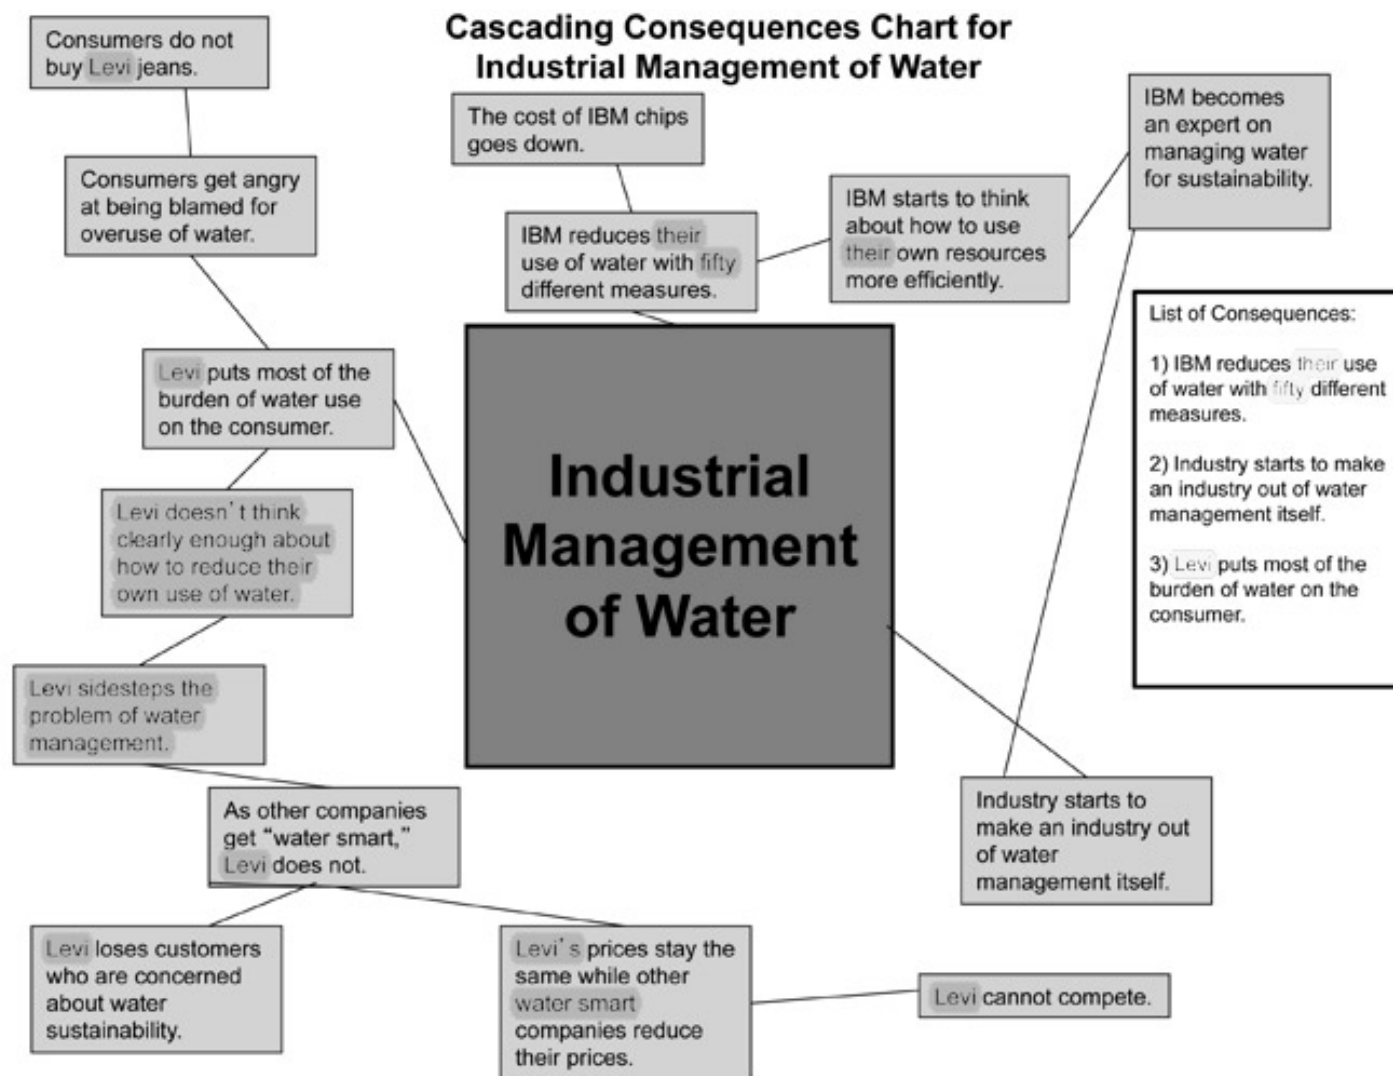 Cascading Consequences Chart for
Industrial Management of Water
Consumers do not
buy Levi jeans.
Consumers get angry
at being blamed for
overuse of water.
Levi puts most of the
burden of water use
on the consumer.
Levi doesn't think
clearly enough about
how to reduce their
own use of water.
Levi sidesteps the
problem of water
management.
As other companies
get “water smart,”
Levi does not.
Levi loses customers
who are concerned
about water
sustainability.
Levi's prices stay the
same while other
water smart
companies reduce
their prices.
Levi cannot compete.
The cost of IBM chips
goes down.
IBM reduces their
use of water with fifty
different measures.
IBM starts to think
about how to use
their own resources
more efficiently.
IBM becomes
an expert on
managing water
for sustainability.
Industrial
Management
of Water
Industry starts to
make an industry out
of water
management itself.
List of Consequences:
1) IBM reduces their use
of water with fifty different
measures.
2) Industry starts to make
an industry out of water
management itself.
3) Levi puts most of the
burden of water on the
consumer.